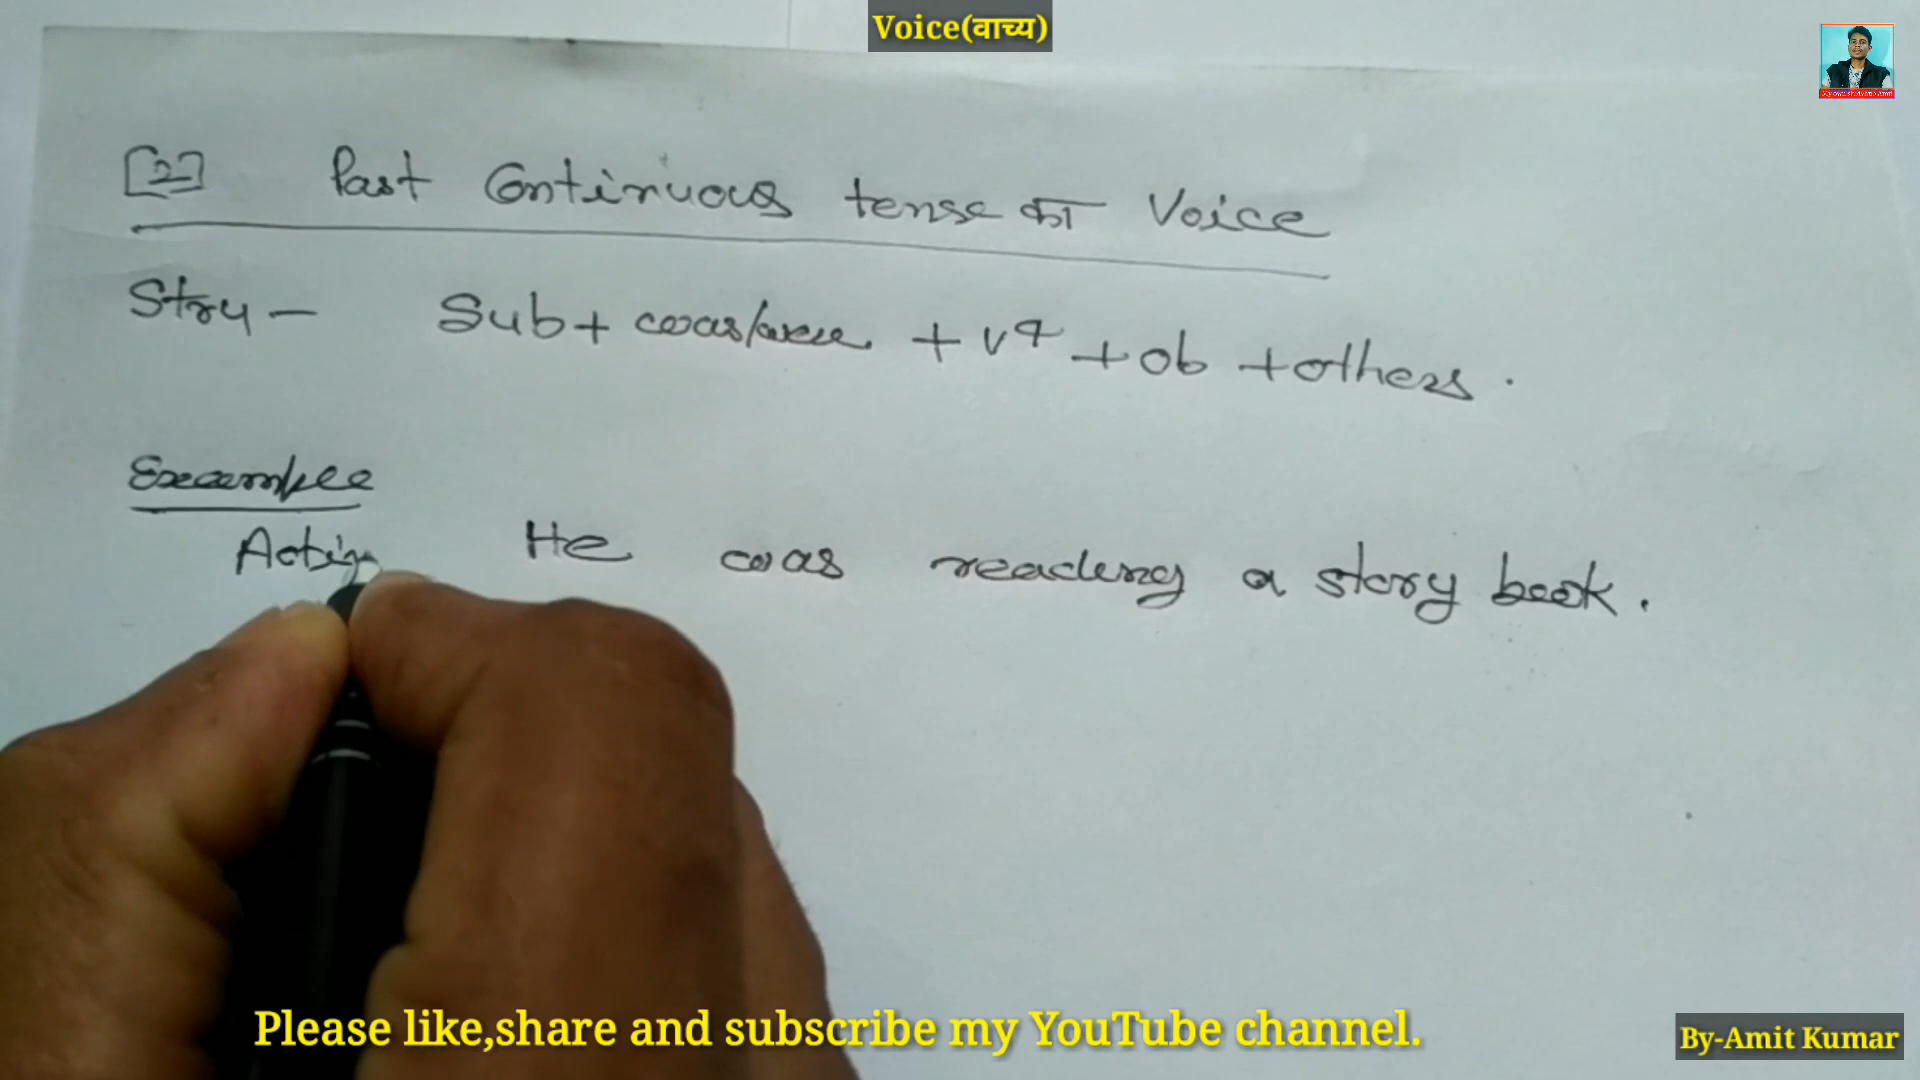 Voice(वाच्य)
[2] Past Continuous tense का Voice
Stru - Sub + was/were + v4 + ob + others.
Example
Active He was reading a story book.
Please like,share and subscribe my YouTube channel.
By-Amit Kumar